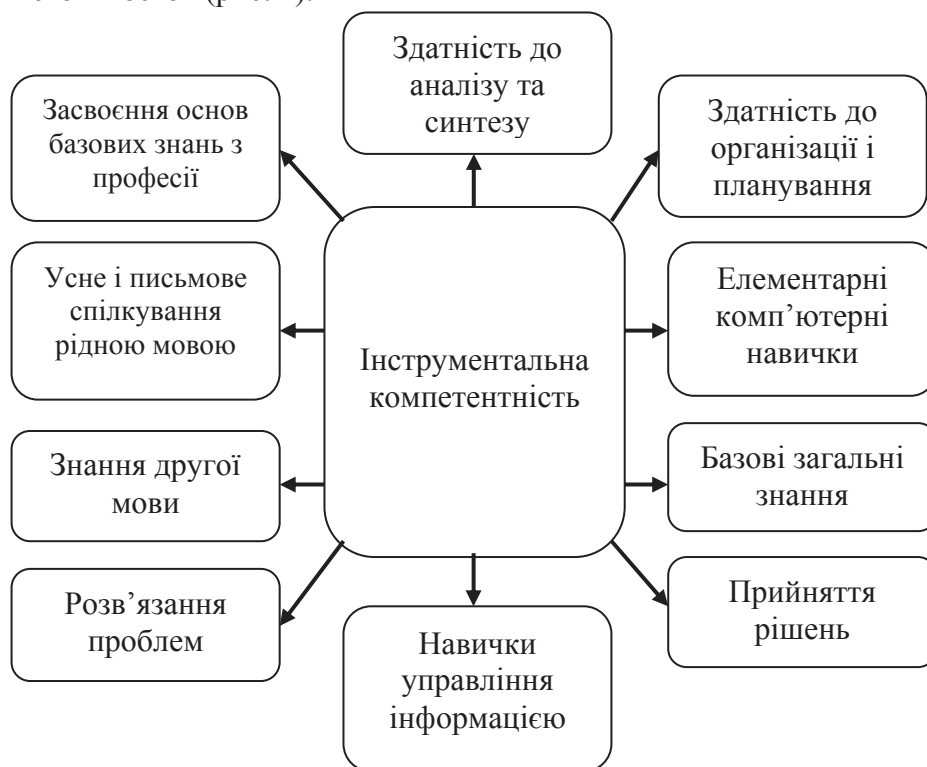 Здатність до
аналізу та
синтезу
Засвоєння основ
базових знань з
професії
Здатність до
організації і
планування
Усне і письмове
спілкування
рідною мовою
Елементарні
комп’ютерні
навички
Інструментальна
компетентність
Знання другої
мови
Базові загальні
знання
Розв’язання
проблем
Прийняття
рішень
Навички
управління
інформацією